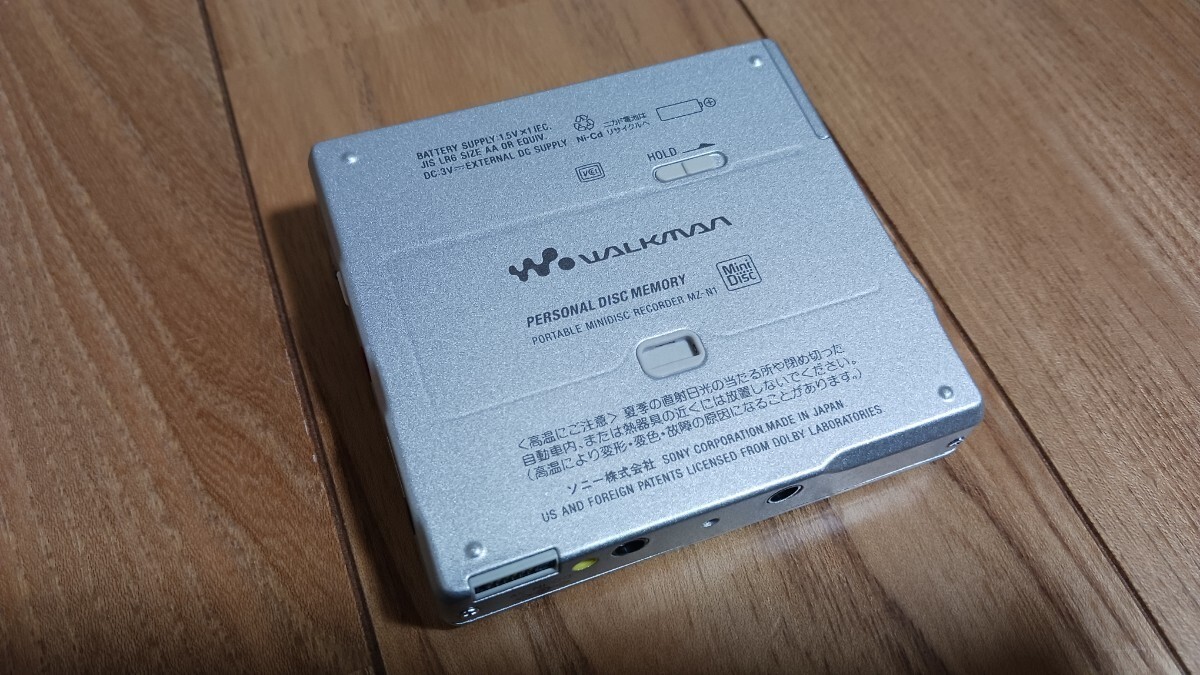 BATTERY SUPPLY:1.5V×1 IEC.
JIS LR6 SIZE AA OR EQUIV.
DC 3V⎓EXTERNAL DC SUPPLY
Ni-Cd
ニカド電池は
リサイクルへ
VCI
HOLD
WALKMAN
PERSONAL DISC MEMORY
PORTABLE MINIDISC RECORDER MZ-N1
Mini
Disc
<高温にご注意> 夏季の直射日光の当たる所や閉め切った
自動車内、または熱器具の近くには放置しないでください。
(高温により変形・変色・故障の原因になることがあります。)
ソニー株式会社 SONY CORPORATION.MADE IN JAPAN
US AND FOREIGN PATENTS LICENSED FROM DOLBY LABORATORIES